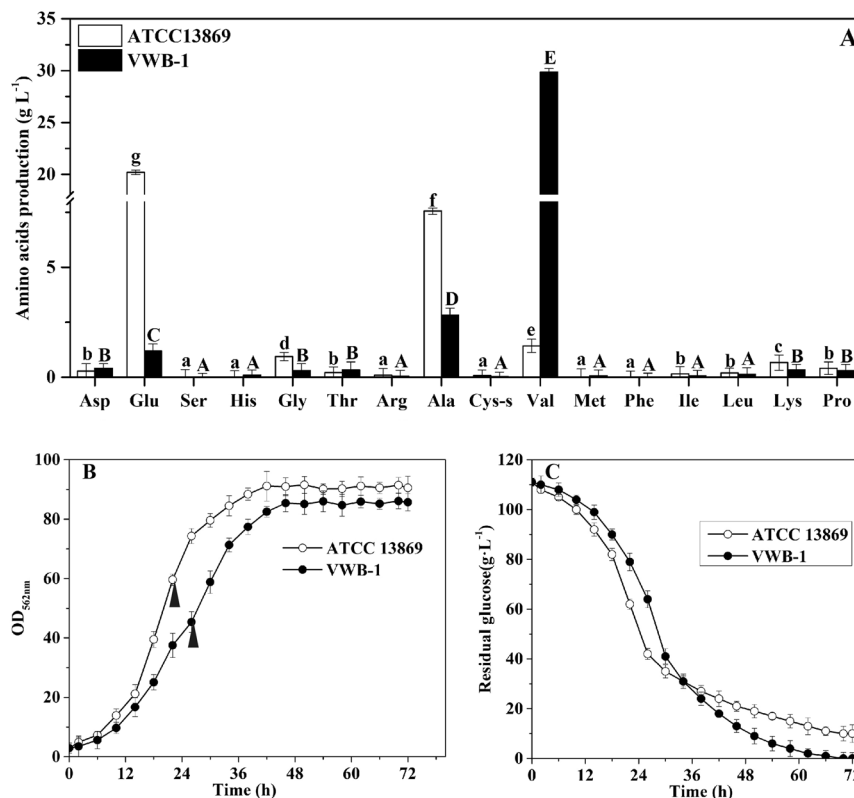 ATCC13869
VWB-1
A
Amino acids production (g L⁻¹)
35
30
25
20
5
0
b B g C a A a A d B b B a A f D a A e E a A a A b A b A c B b B
Asp Glu Ser His Gly Thr Arg Ala Cys-s Val Met Phe Ile Leu Lys Pro
B
OD562nm
100
80
60
40
20
0
ATCC 13869
VWB-1
0 12 24 36 48 60 72
Time (h)
C
Residual glucose(g·L⁻¹)
120
100
80
60
40
20
0
ATCC 13869
VWB-1
0 12 24 36 48 60 72
Time (h)